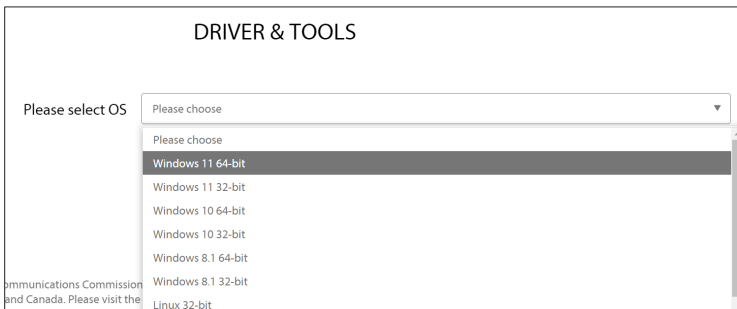 DRIVER & TOOLS
Please select OS
Please choose
Please choose
Windows 11 64-bit
Windows 11 32-bit
Windows 10 64-bit
Windows 10 32-bit
Windows 8.1 64-bit
Windows 8.1 32-bit
Linux 32-bit
ommunications Commission
and Canada. Please visit the